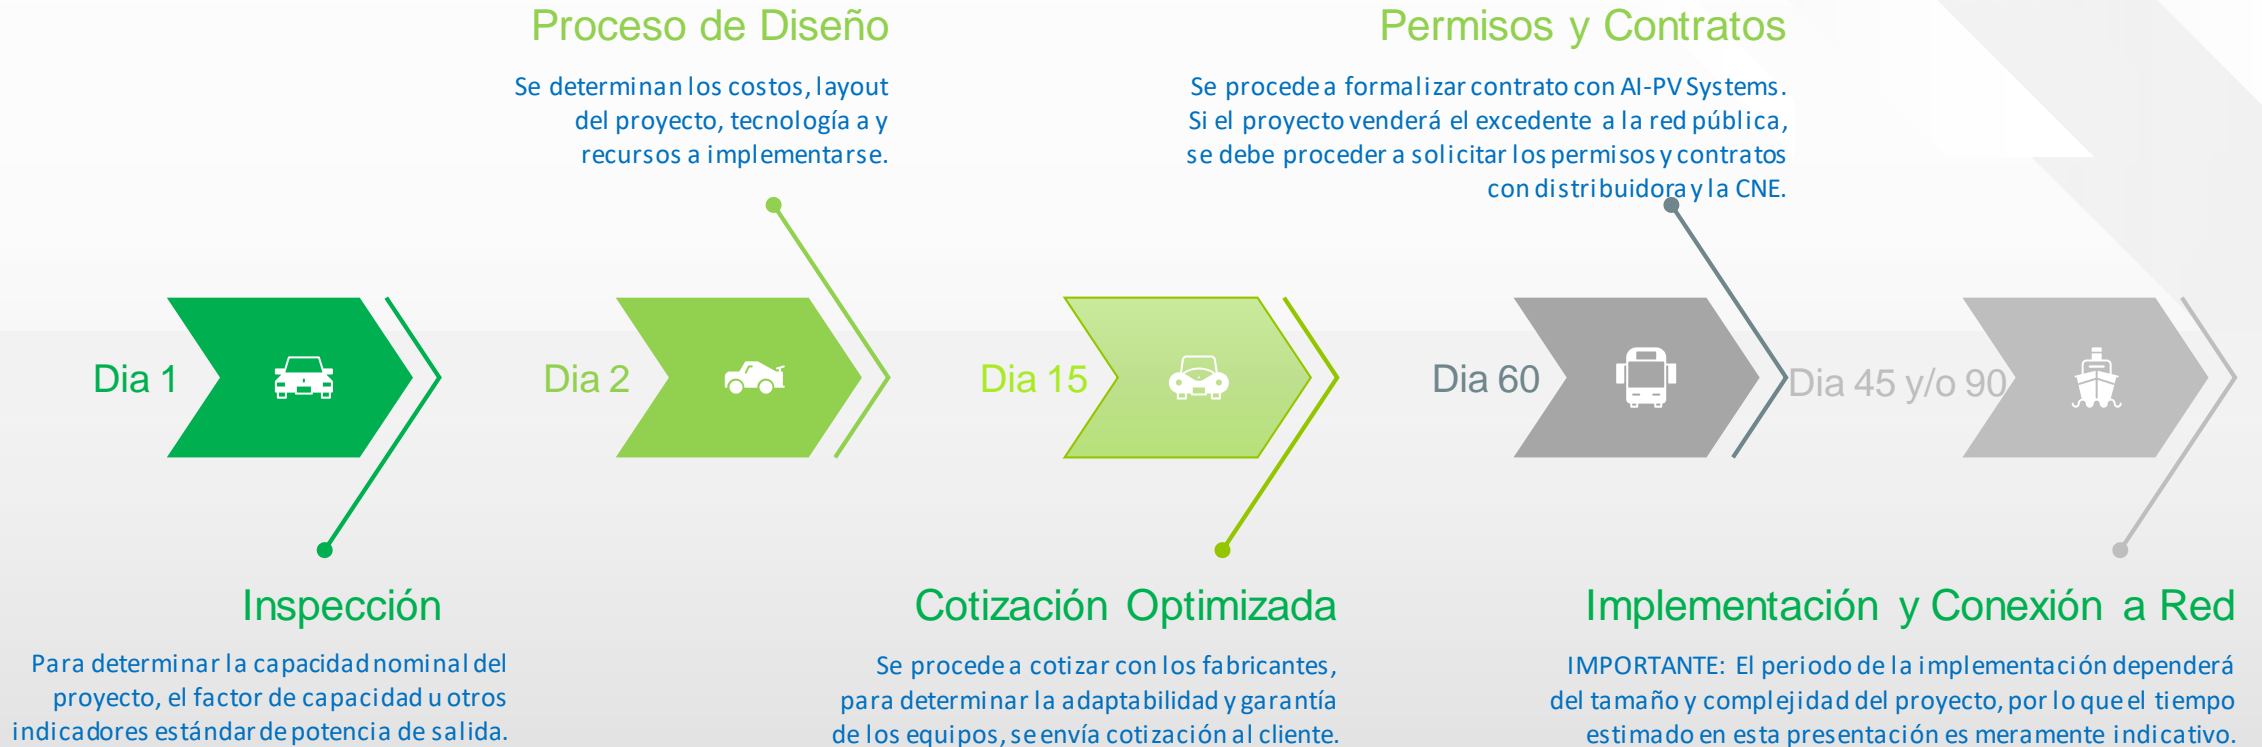 Proceso de Diseño
Se determinan los costos, layout
del proyecto, tecnología a y
recursos a implementarse.
Permisos y Contratos
Se procede a formalizar contrato con AI-PV Systems.
Si el proyecto venderá el excedente a la red pública,
se debe proceder a solicitar los permisos y contratos
con distribuidora y la CNE.
Dia 1
Dia 2
Dia 15
Dia 60
Dia 45 y/o 90
Inspección
Para determinar la capacidad nominal del
proyecto, el factor de capacidad u otros
indicadores estándar de potencia de salida.
Cotización Optimizada
Se procede a cotizar con los fabricantes,
para determinar la adaptabilidad y garantía
de los equipos, se envía cotización al cliente.
Implementación y Conexión a Red
IMPORTANTE: El periodo de la implementación dependerá
del tamaño y complejidad del proyecto, por lo que el tiempo
estimado en esta presentación es meramente indicativo.